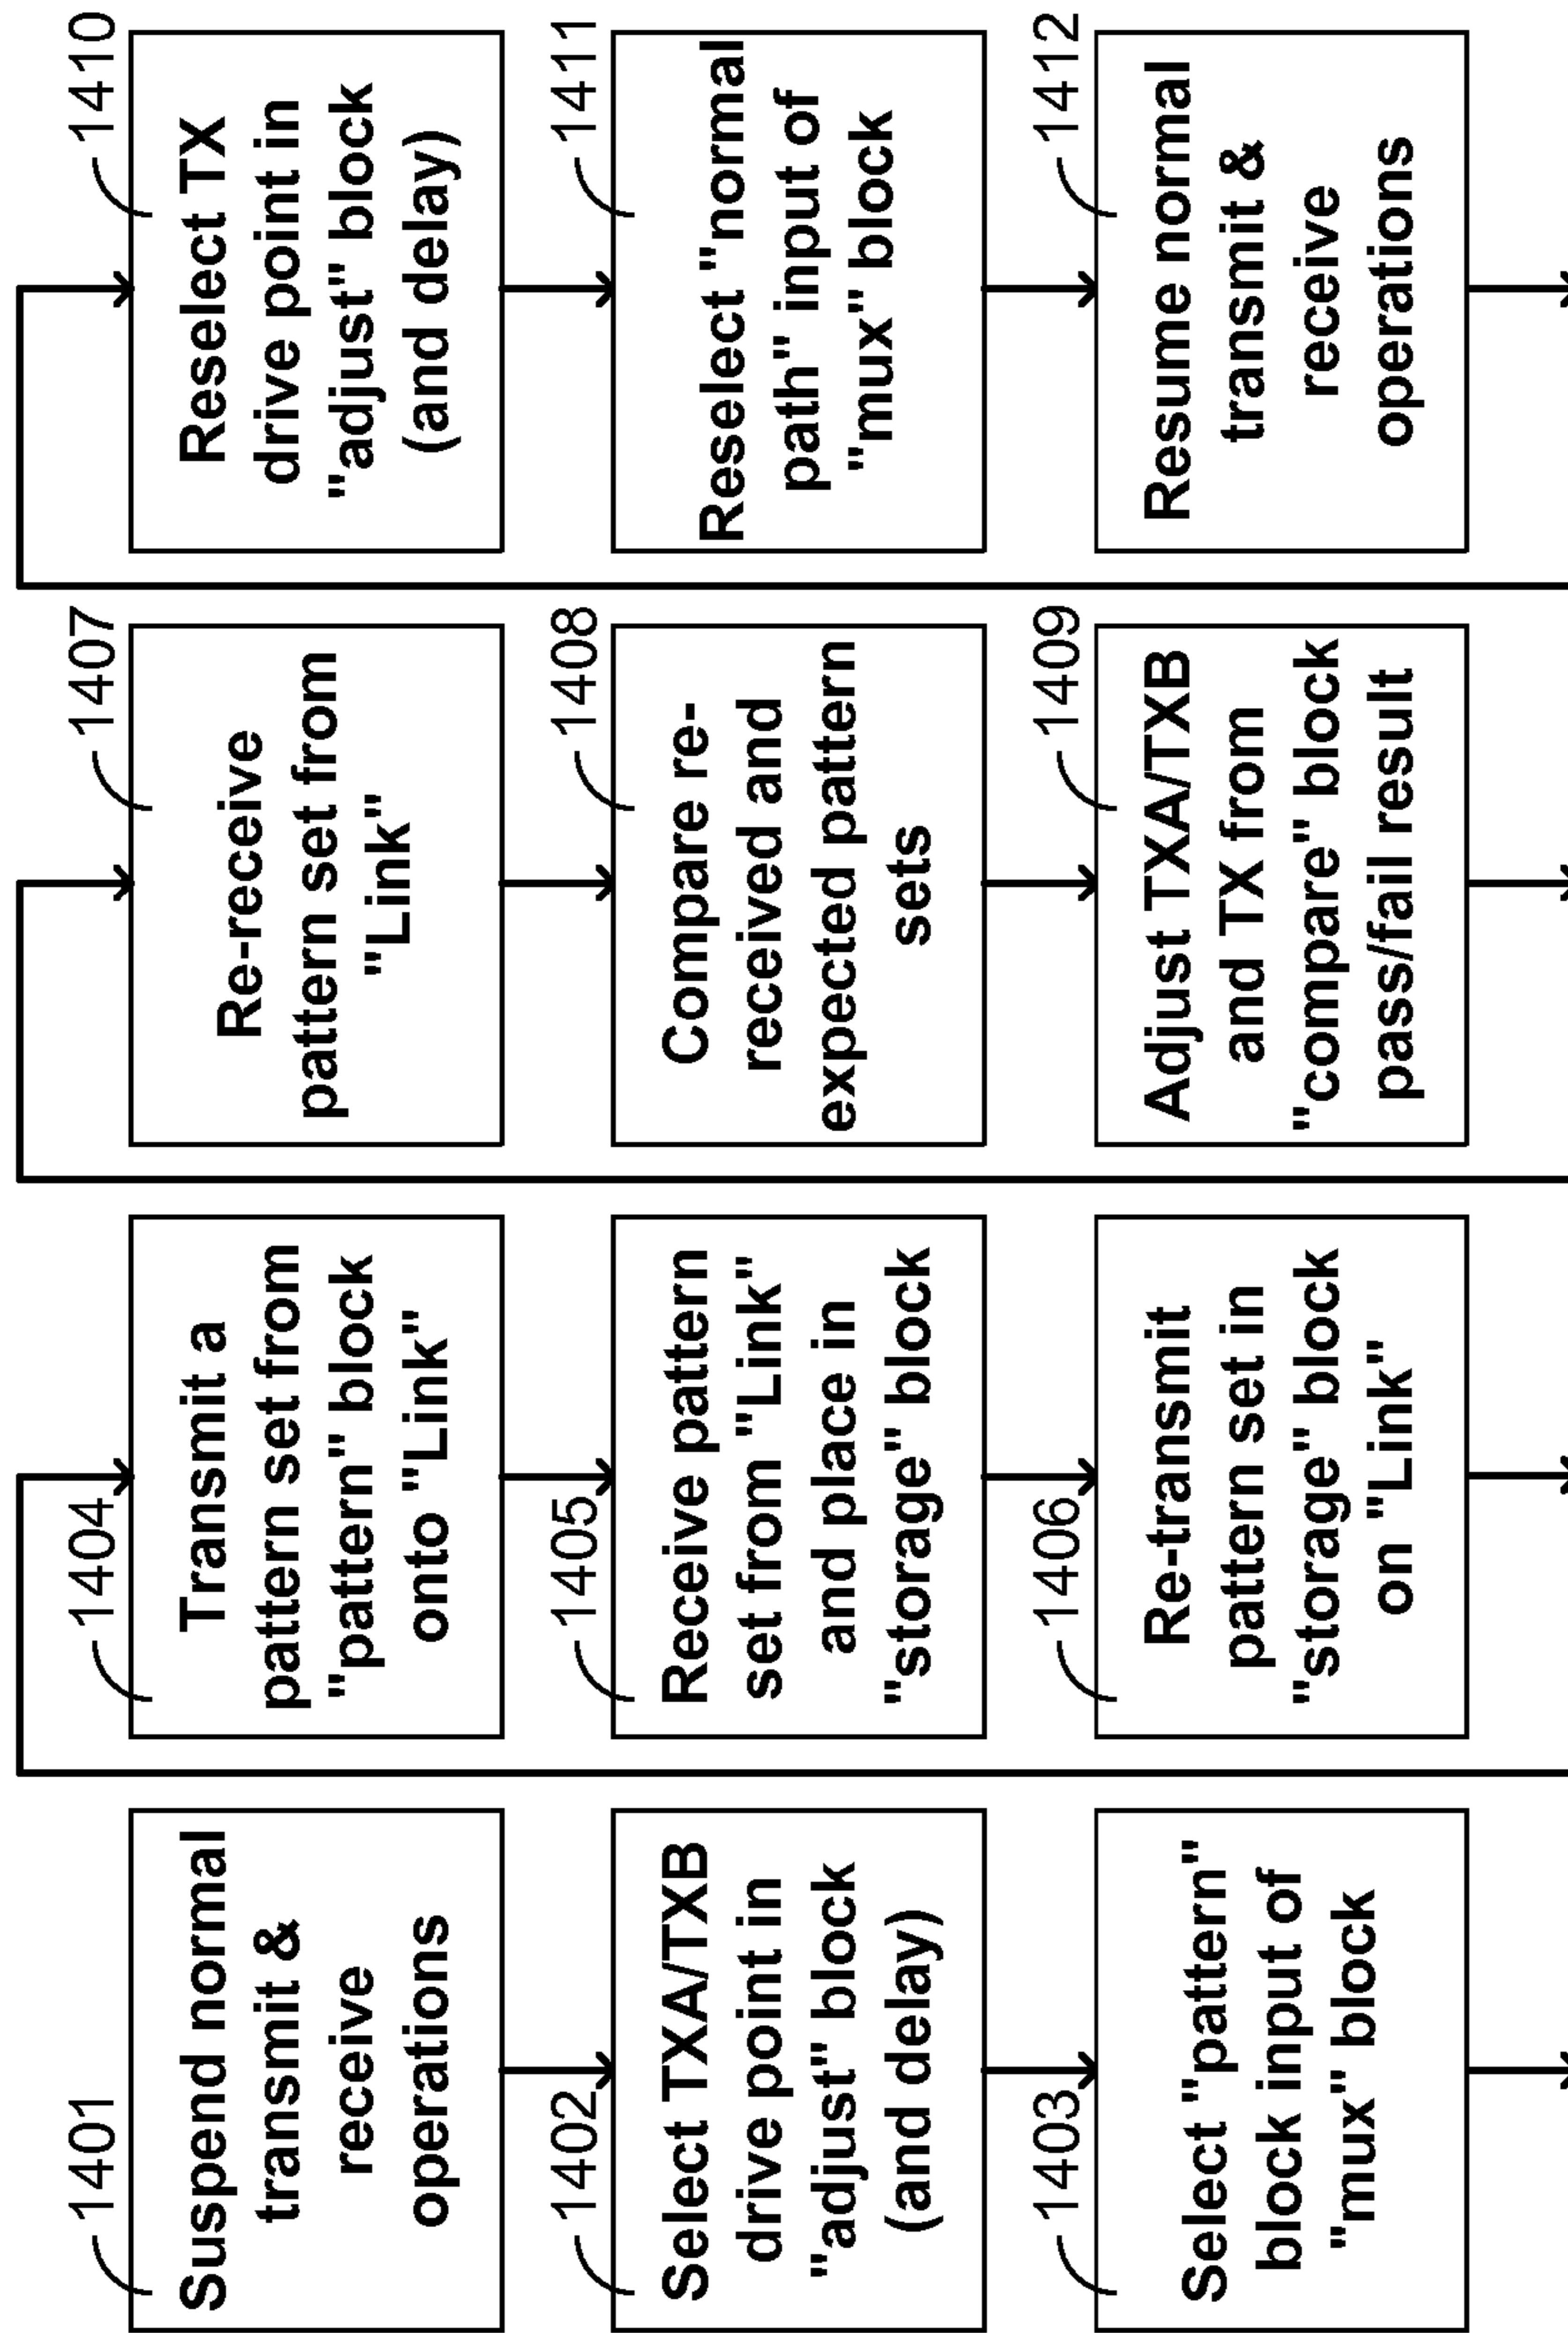 1401
Suspend normal
transmit &
receive
operations
1402
Select TXA/TXB
drive point in
"adjust" block
(and delay)
1403
Select "pattern"
block input of
"mux" block
1404
Transmit a
pattern set from
"pattern" block
onto "Link"
1405
Receive pattern
set from "Link"
and place in
"storage" block
1406
Re-transmit
pattern set in
"storage" block
on "Link"
1407
Re-receive
pattern set from
"Link"
1408
Compare re-
received and
expected pattern
sets
1409
Adjust TXA/TXB
and TX from
"compare" block
pass/fail result
1410
Reselect TX
drive point in
"adjust" block
(and delay)
1411
Reselect "normal
path" input of
"mux" block
1412
Resume normal
transmit &
receive
operations